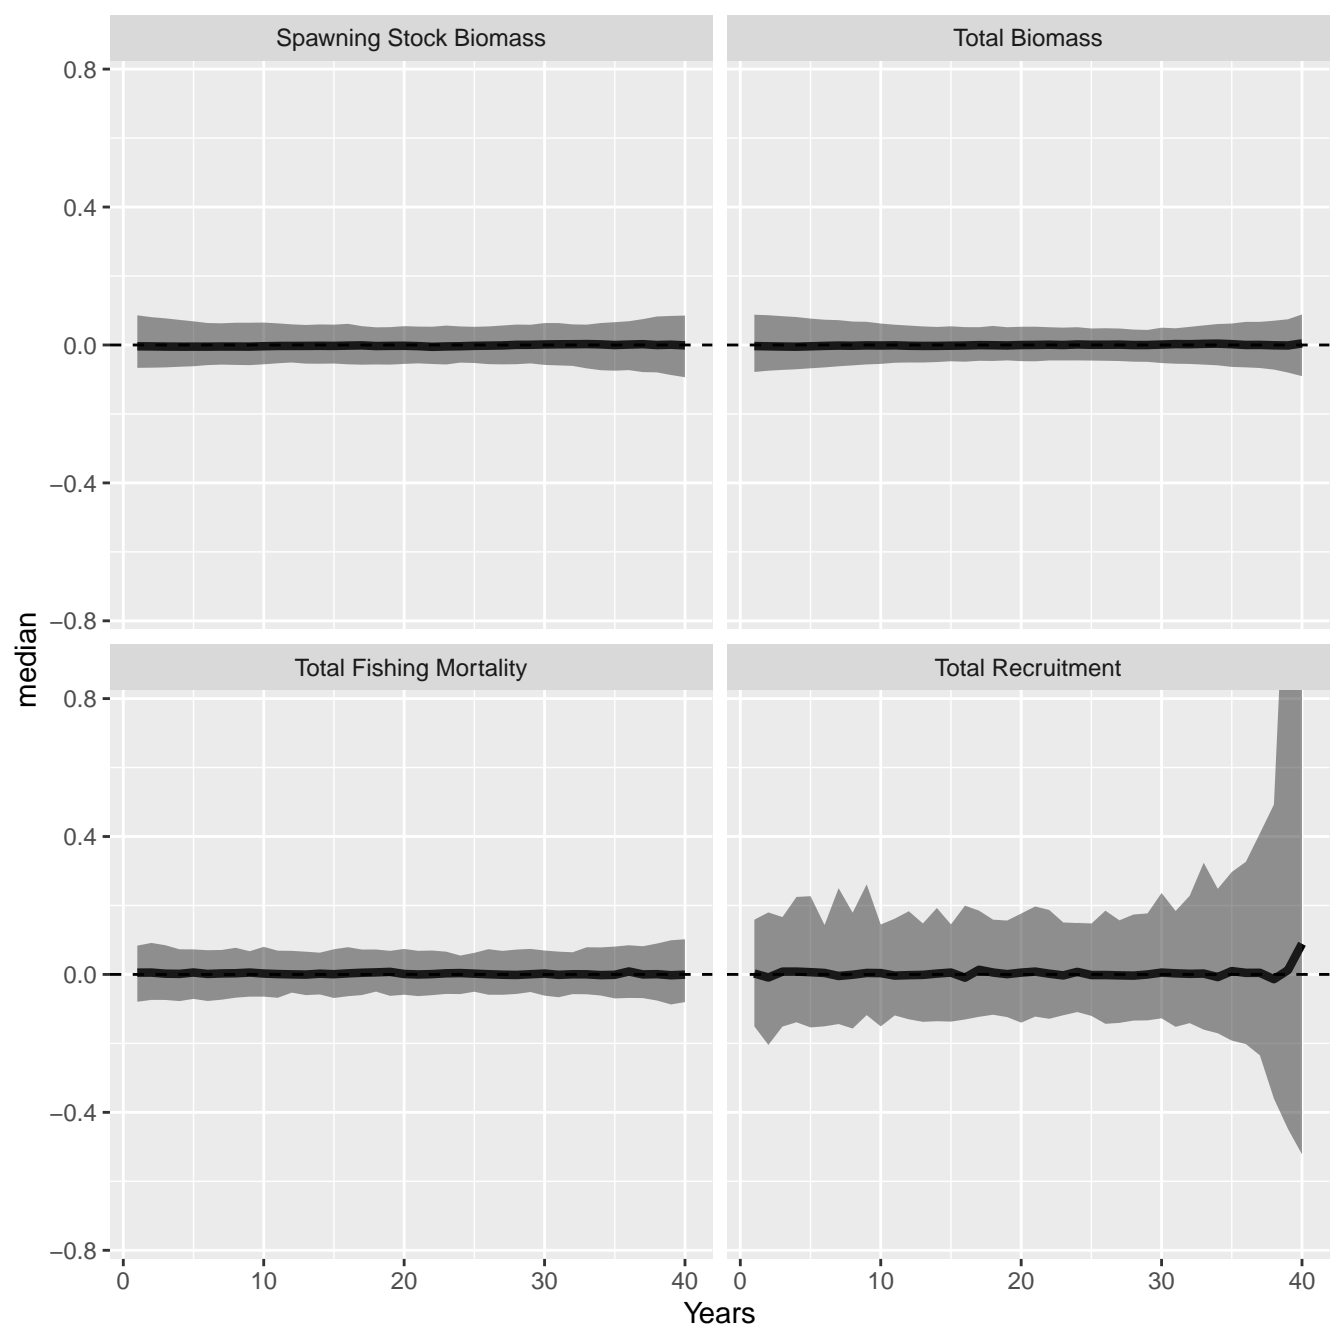 Spawning Stock Biomass
Total Biomass
0.8
0.4
0.0
−0.4
−0.8
Total Fishing Mortality
Total Recruitment
0.8
0.4
0.0
−0.4
−0.8
median
0 10 20 30 40
0 10 20 30 40
Years